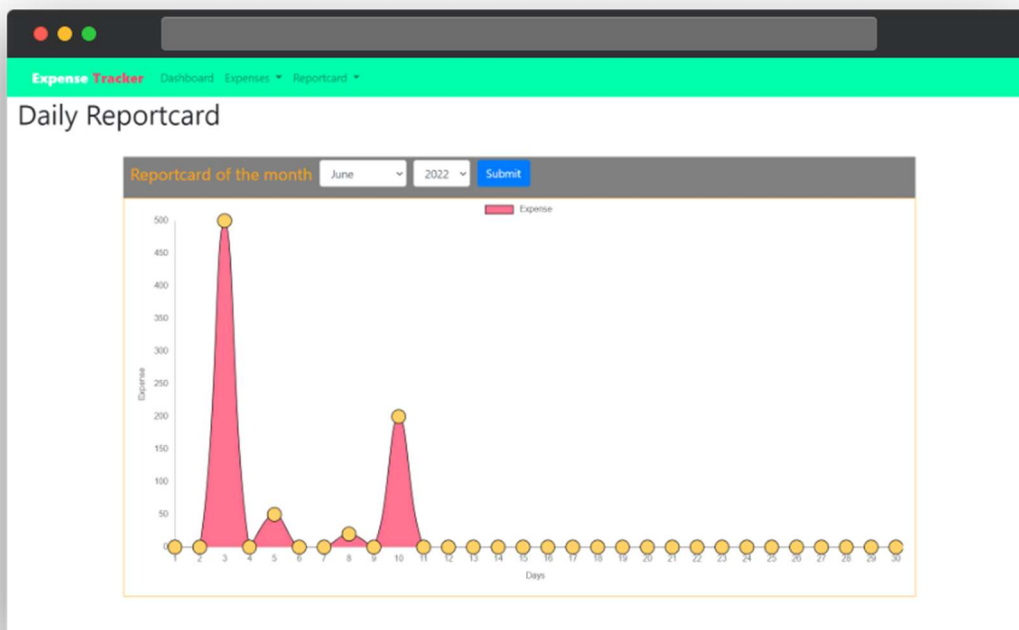 Expense Tracker Dashboard Expenses Reportcard
Daily Reportcard
Reportcard of the month June 2022 Submit
Expense
500
450
400
350
300
250
200
150
100
50
0
Expense
1 2 3 4 5 6 7 8 9 10 11 12 13 14 15 16 17 18 19 20 21 22 23 24 25 26 27 28 29 30
Days